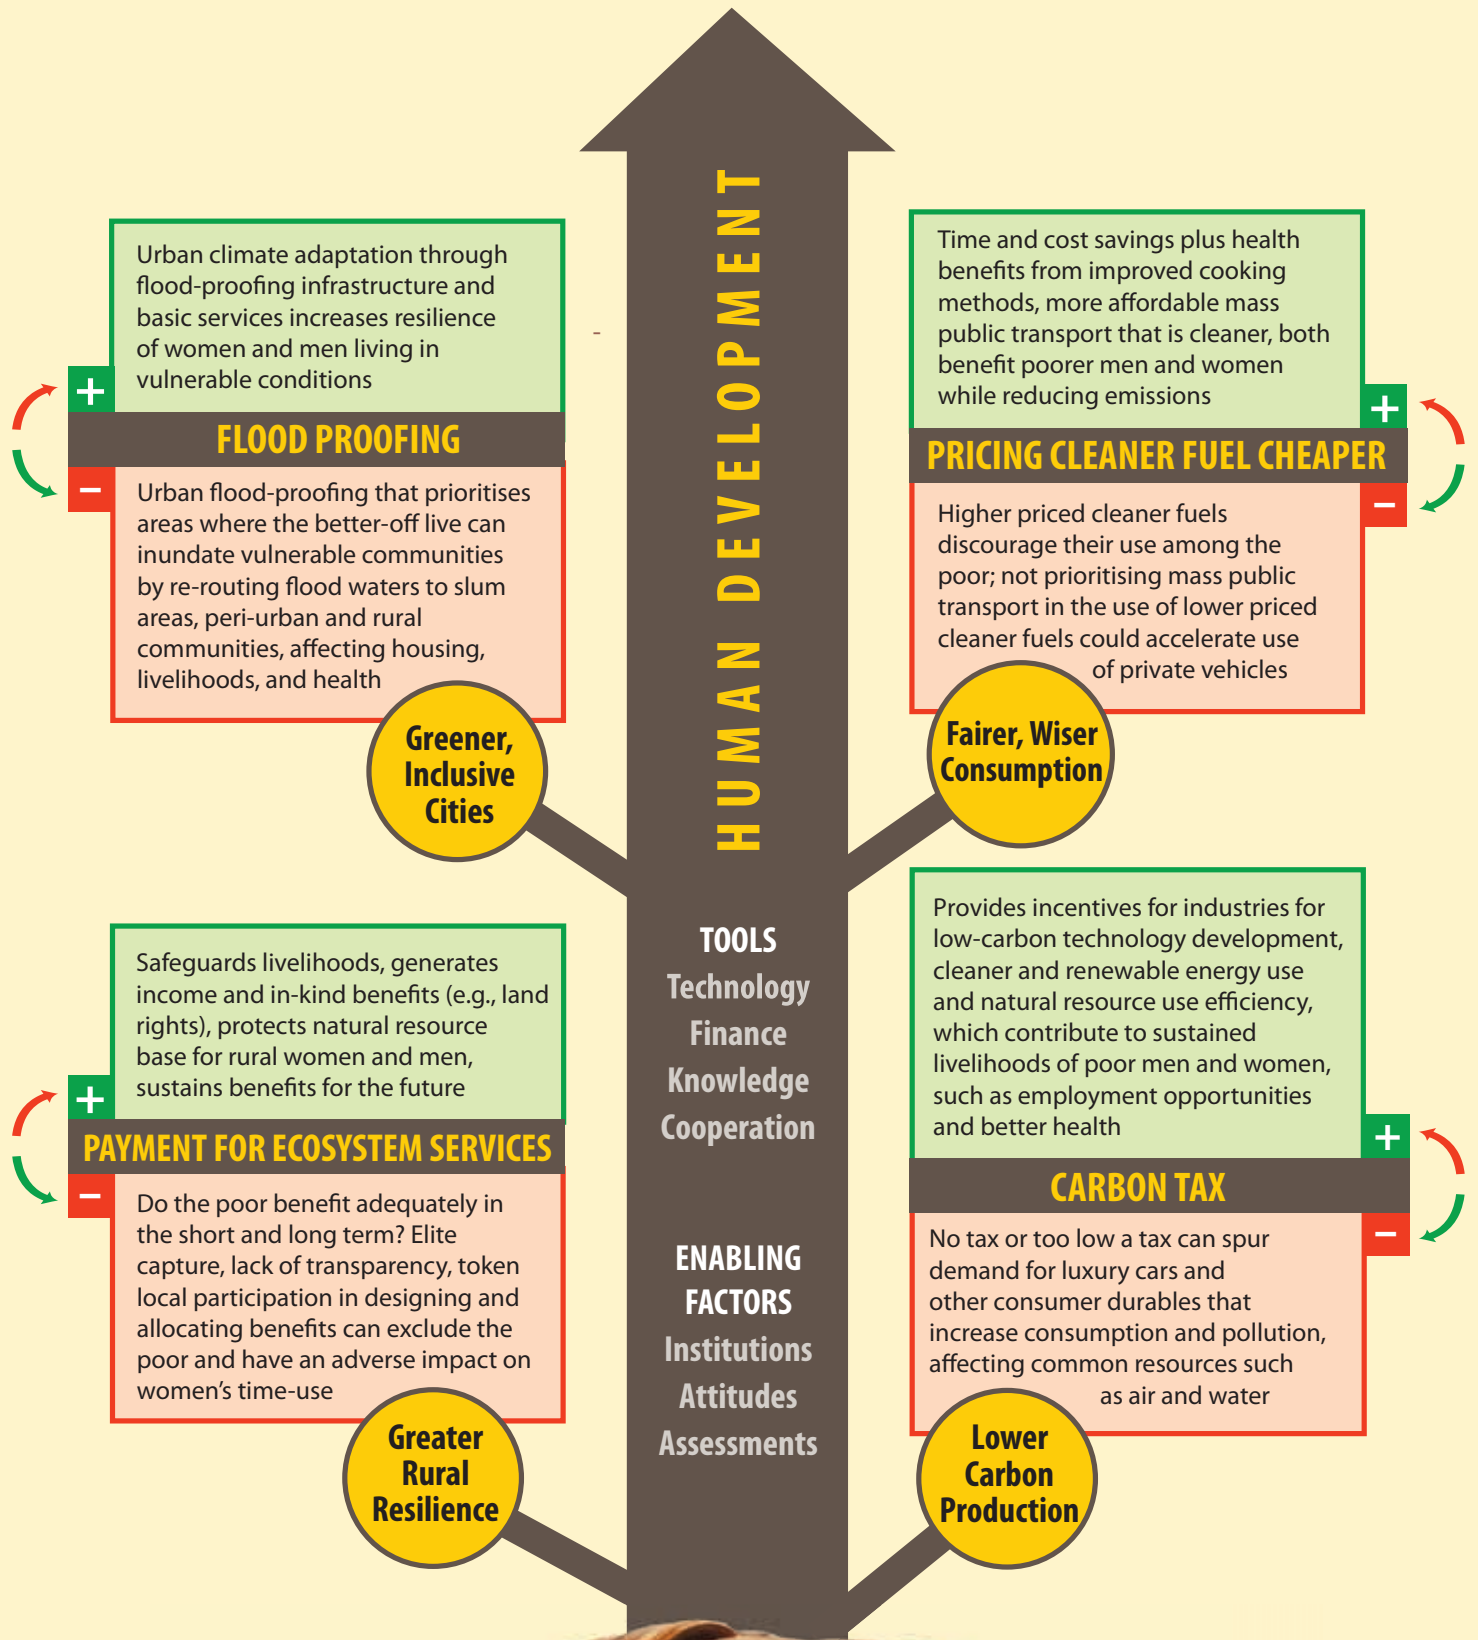 Urban climate adaptation through
flood-proofing infrastructure and
basic services increases resilience
of women and men living in
vulnerable conditions
+
FLOOD PROOFING
–
Urban flood-proofing that prioritises
areas where the better-off live can
inundate vulnerable communities
by re-routing flood waters to slum
areas, peri-urban and rural
communities, affecting housing,
livelihoods, and health
Greener,
Inclusive
Cities
Safeguards livelihoods, generates
income and in-kind benefits (e.g., land
rights), protects natural resource
base for rural women and men,
sustains benefits for the future
+
PAYMENT FOR ECOSYSTEM SERVICES
–
Do the poor benefit adequately in
the short and long term? Elite
capture, lack of transparency, token
local participation in designing and
allocating benefits can exclude the
poor and have an adverse impact on
women's time-use
Greater
Rural
Resilience
-
HUMAN DEVELOPMENT
TOOLS
Technology
Finance
Knowledge
Cooperation
ENABLING
FACTORS
Institutions
Attitudes
Assessments
Time and cost savings plus health
benefits from improved cooking
methods, more affordable mass
public transport that is cleaner, both
benefit poorer men and women
while reducing emissions
+
PRICING CLEANER FUEL CHEAPER
–
Higher priced cleaner fuels
discourage their use among the
poor; not prioritising mass public
transport in the use of lower priced
cleaner fuels could accelerate use
of private vehicles
Fairer, Wiser
Consumption
Provides incentives for industries for
low-carbon technology development,
cleaner and renewable energy use
and natural resource use efficiency,
which contribute to sustained
livelihoods of poor men and women,
such as employment opportunities
and better health
+
CARBON TAX
–
No tax or too low a tax can spur
demand for luxury cars and
other consumer durables that
increase consumption and pollution,
affecting common resources such
as air and water
Lower
Carbon
Production